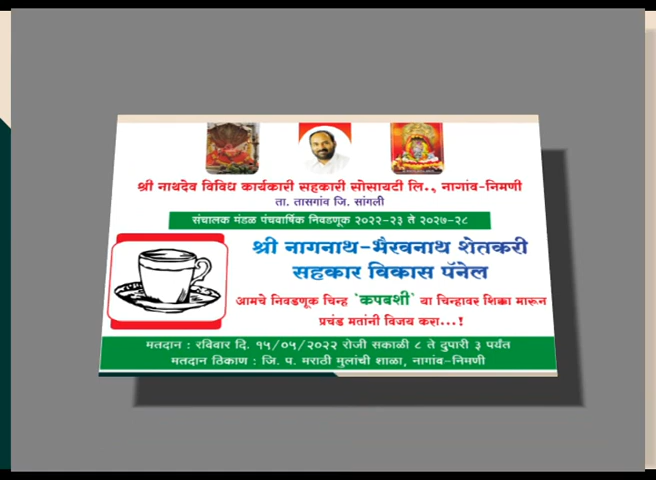 श्री नाथदेव विविध कार्यकारी सहकारी सोसायटी लि., नागांव-निमणी
ता. तासगांव जि. सांगली
संचालक मंडळ पंचवार्षिक निवडणूक २०२२-२३ ते २०२७-२८
श्री नागनाथ-भैरवनाथ शेतकरी
सहकार विकास पॅनेल
आमचे निवडणूक चिन्ह 'कपबशी' या चिन्हावर शिक्का मारून
प्रचंड मतांनी विजय करा...!
मतदान : रविवार दि. १५/०५/२०२२ रोजी सकाळी ८ ते दुपारी ३ पर्यंत
मतदान ठिकाण : जि. प. मराठी मुलांची शाळा, नागांव-निमणी